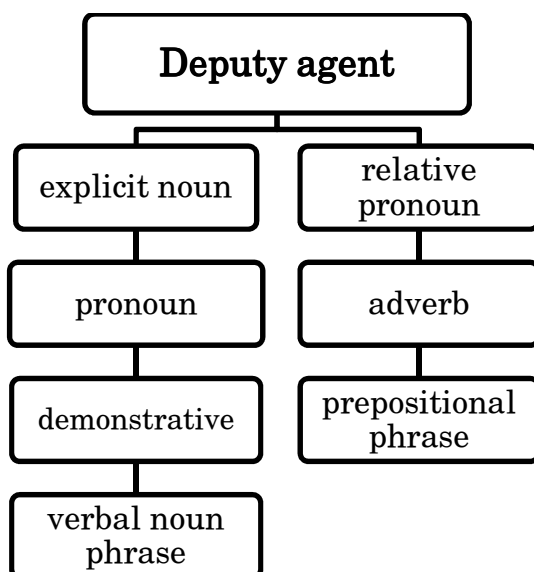 Deputy agent
explicit noun
pronoun
demonstrative
verbal noun
phrase
relative
pronoun
adverb
prepositional
phrase